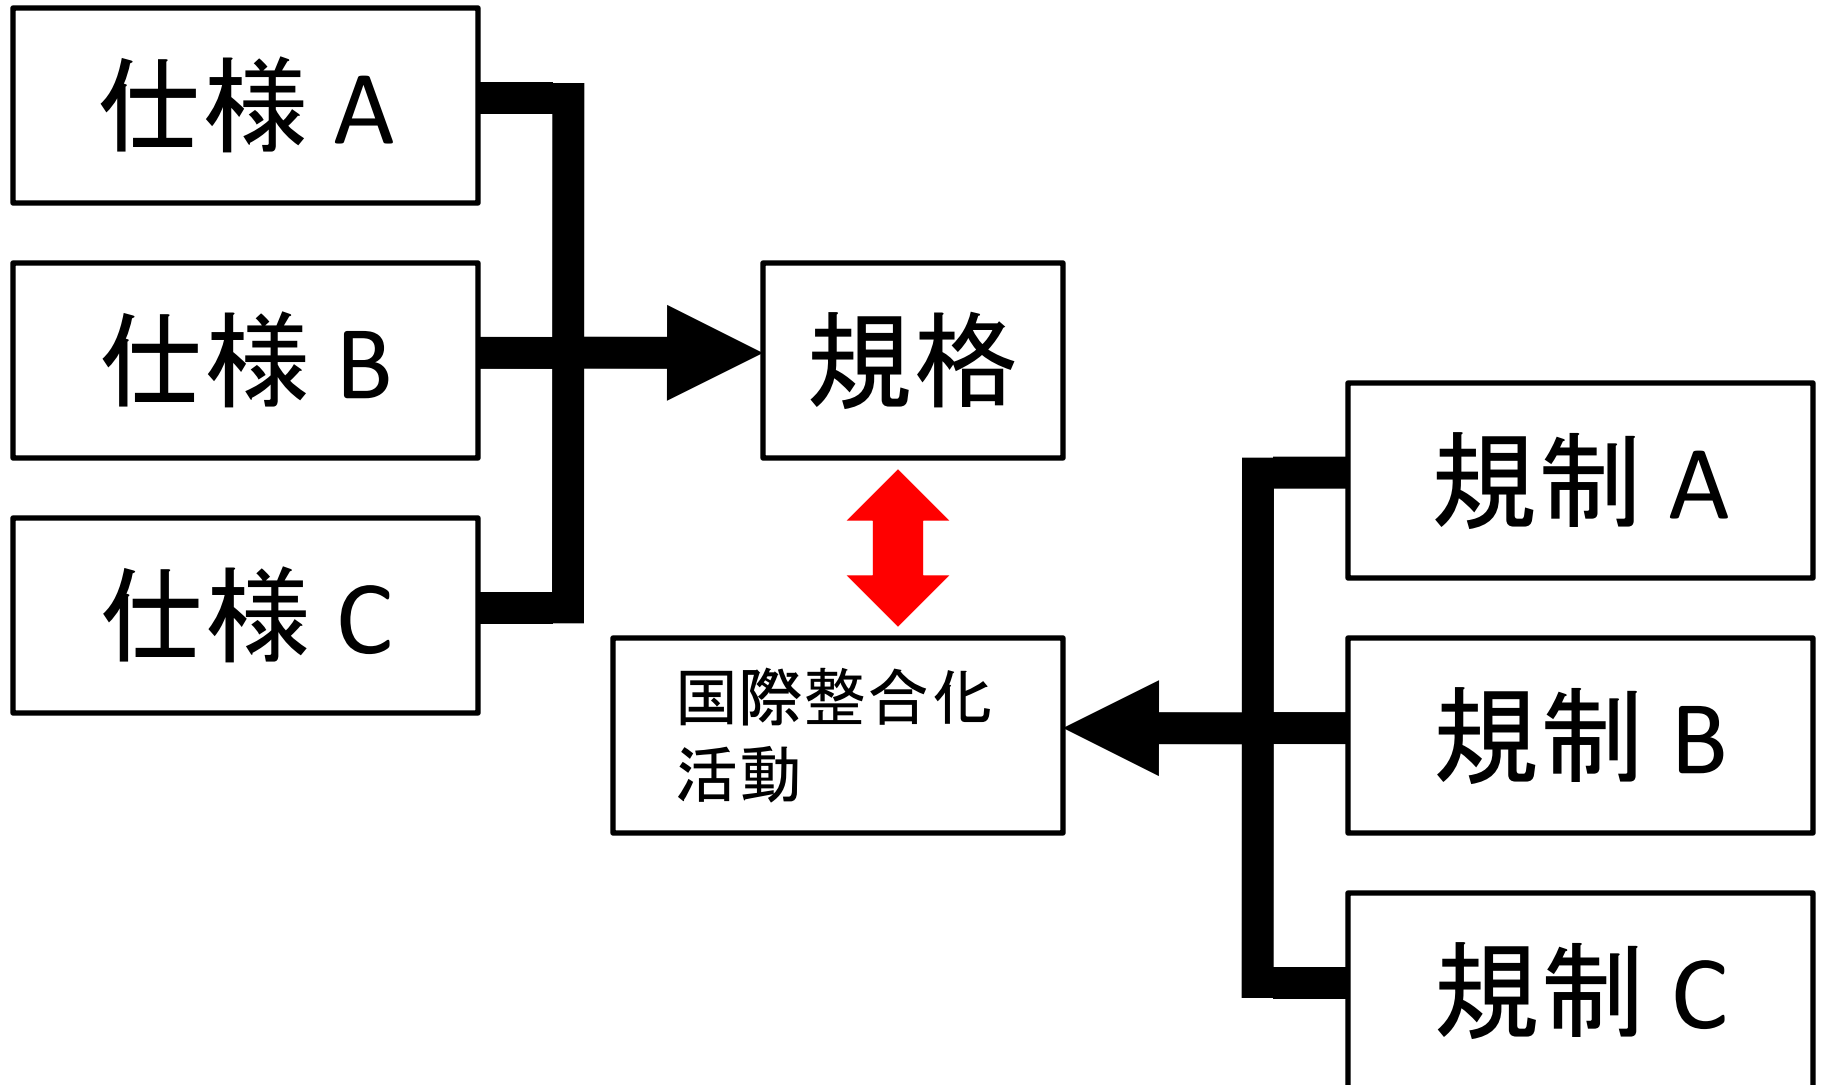 仕様 A
仕様 B
仕様 C
規格
国際整合化
活動
規制 A
規制 B
規制 C